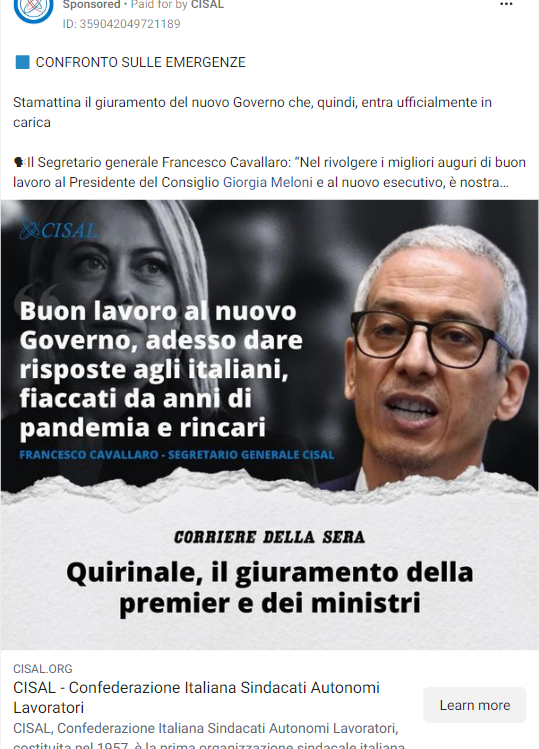 Sponsored • Paid for by CISAL
ID: 359042049721189
CONFRONTO SULLE EMERGENZE
Stamattina il giuramento del nuovo Governo che, quindi, entra ufficialmente in
carica
Il Segretario generale Francesco Cavallaro: “Nel rivolgere i migliori auguri di buon
lavoro al Presidente del Consiglio Giorgia Meloni e al nuovo esecutivo, è nostra...
CISAL
“
Buon lavoro al nuovo
Governo, adesso dare
risposte agli italiani,
fiaccati da anni di
pandemia e rincari
FRANCESCO CAVALLARO - SEGRETARIO GENERALE CISAL
CORRIERE DELLA SERA
Quirinale, il giuramento della
premier e dei ministri
CISAL.ORG
CISAL - Confederazione Italiana Sindacati Autonomi
Lavoratori
Learn more
CISAL, Confederazione Italiana Sindacati Autonomi Lavoratori,
costituita nel 1957, è la prima organizzazione sindacale italiana